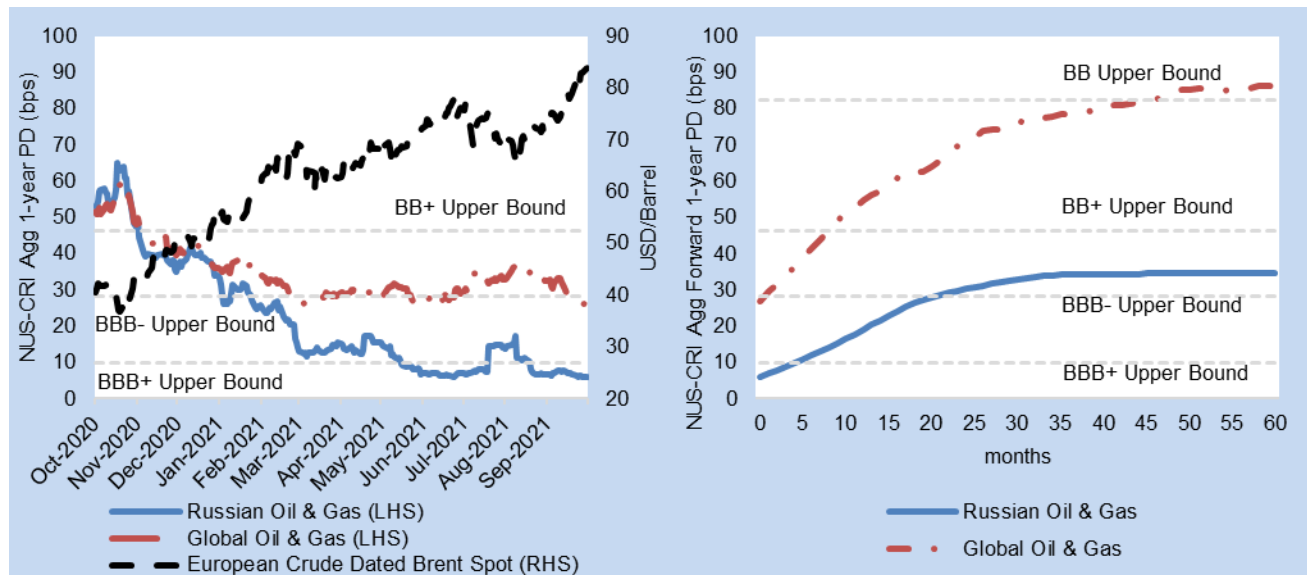 NUS-CRI Agg 1-year PD (bps)
100
90
80
70
60
50
40
30
20
10
0
BB+ Upper Bound
BBB- Upper Bound
BBB+ Upper Bound
90
80
70
60
50
40
30
20
USD/Barrel
Oct-2020
Nov-2020
Dec-2020
Jan-2021
Feb-2021
Mar-2021
Apr-2021
May-2021
Jun-2021
Jul-2021
Aug-2021
Sep-2021
Russian Oil & Gas (LHS)
Global Oil & Gas (LHS)
European Crude Dated Brent Spot (RHS)
NUS-CRI Agg Forward 1-year PD (bps)
100
90
80
70
60
50
40
30
20
10
0
BB Upper Bound
BB+ Upper Bound
BBB- Upper Bound
BBB+ Upper Bound
0 5 10 15 20 25 30 35 40 45 50 55 60
months
Russian Oil & Gas
Global Oil & Gas